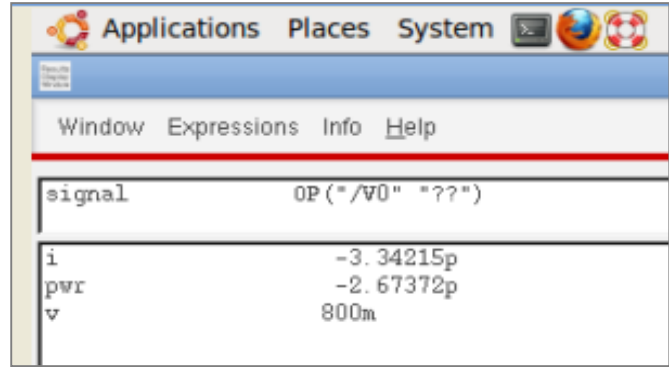 Applications Places System
Window Expressions Info Help
signal OP("/V0" "??")
i -3.34215p
pwr -2.67372p
v 800m